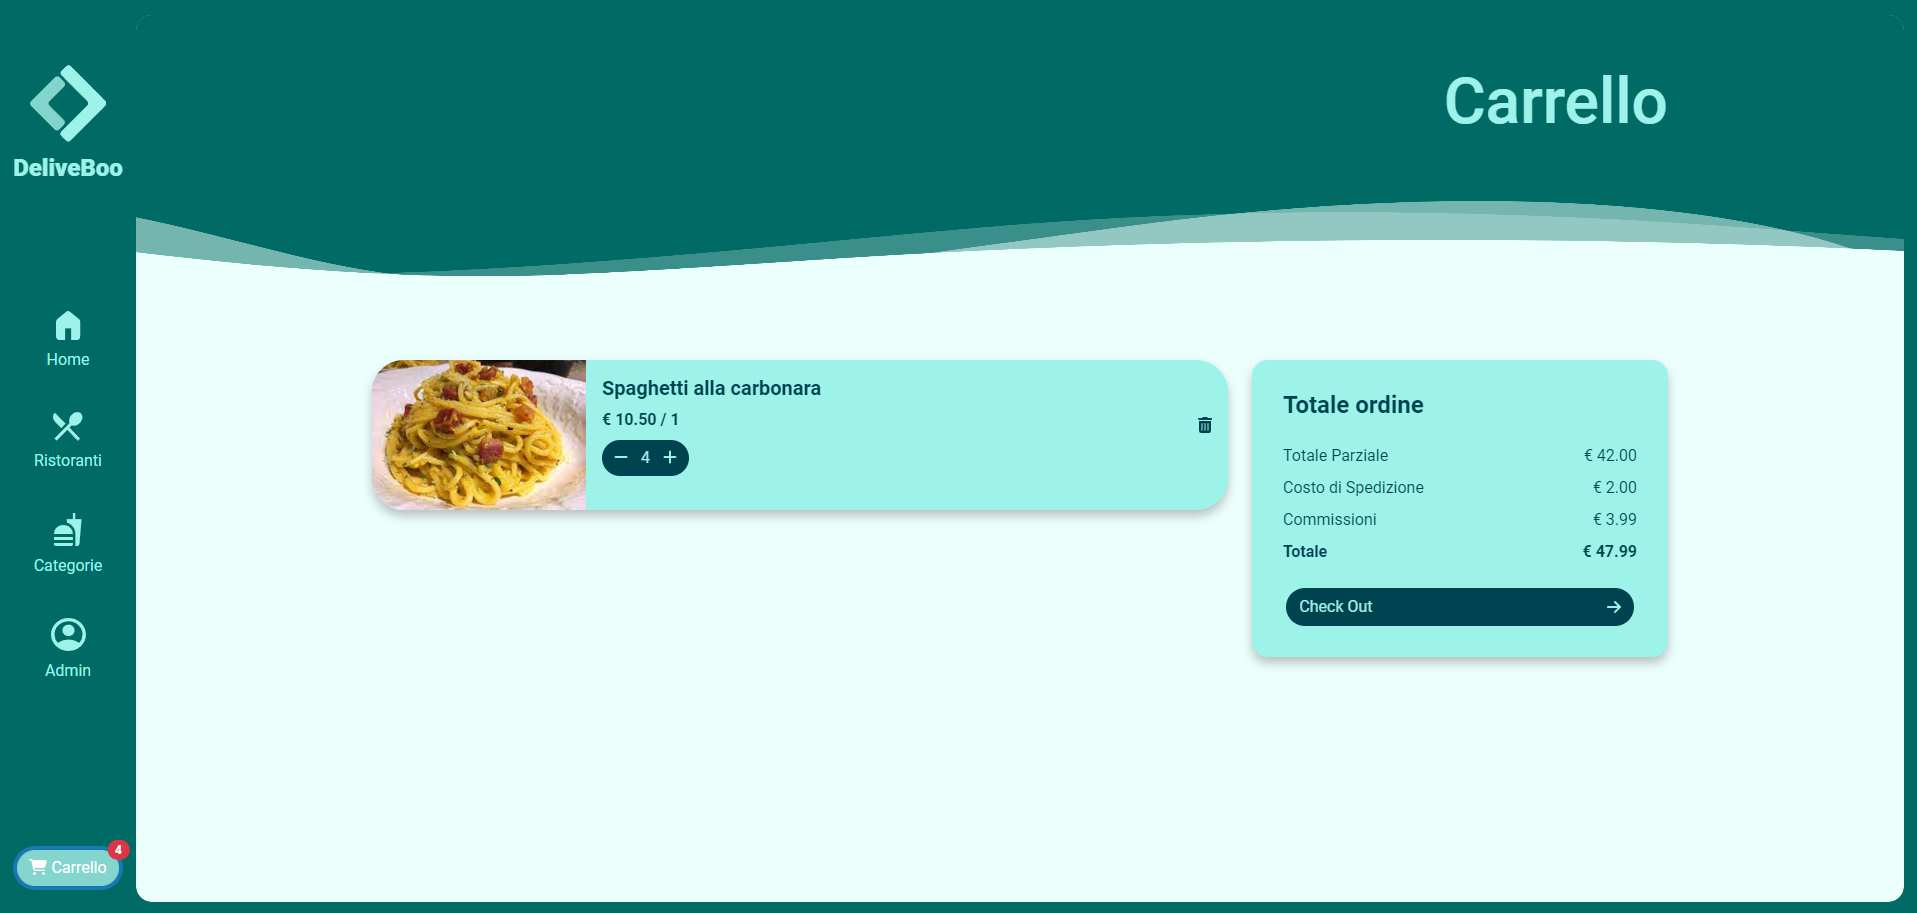 DeliveBoo
Home
Ristoranti
Categorie
Admin
Carrello
4
Carrello
Spaghetti alla carbonara
€ 10.50 / 1
4
Totale ordine
Totale Parziale € 42.00
Costo di Spedizione € 2.00
Commissioni € 3.99
Totale € 47.99
Check Out